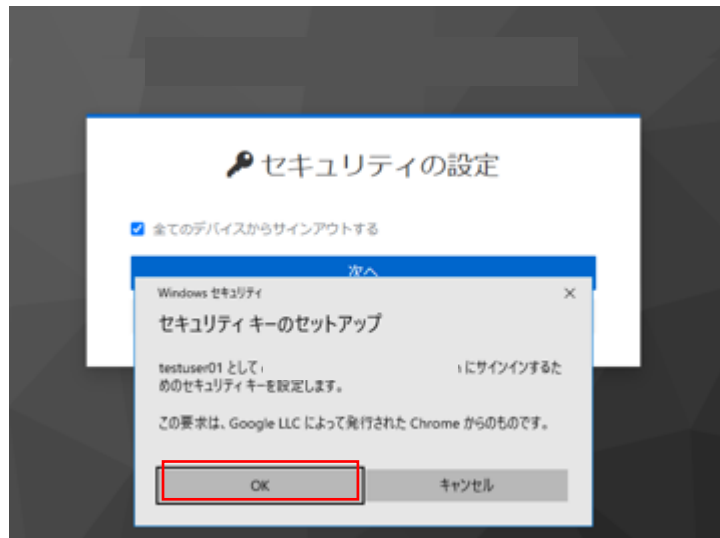 セキュリティの設定
全てのデバイスからサインアウトする
次へ
Windows セキュリティ
セキュリティ キーのセットアップ
testuser01 として にサインインするた
めのセキュリティ キーを設定します。
この要求は、Google LLC によって発行された Chrome からのものです。
OK
キャンセル